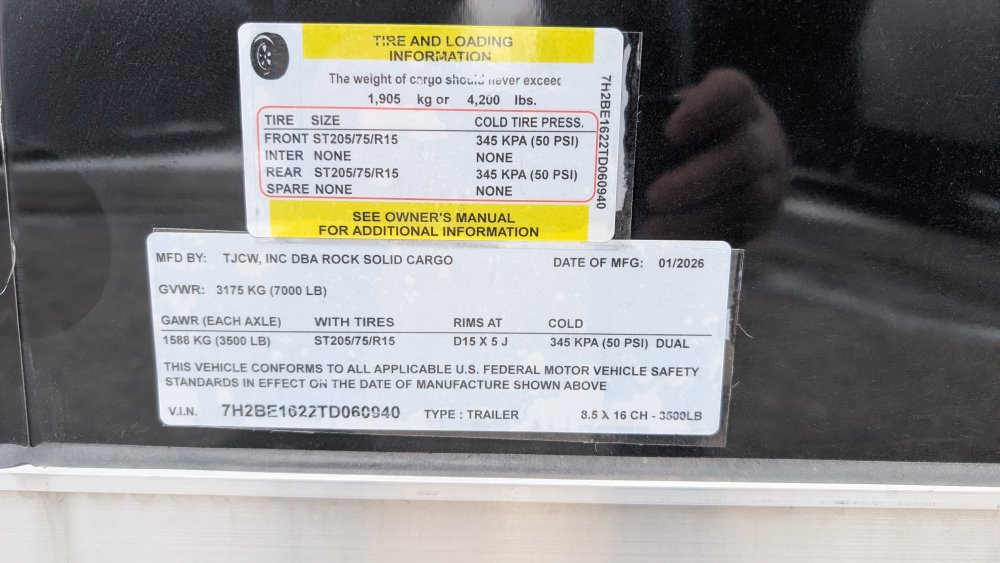 TIRE AND LOADING
INFORMATION
The weight of cargo should never exceed
1,905 kg or 4,200 lbs.
TIRE SIZE COLD TIRE PRESS.
FRONT ST205/75/R15 345 KPA (50 PSI)
INTER NONE NONE
REAR ST205/75/R15 345 KPA (50 PSI)
SPARE NONE NONE
SEE OWNER'S MANUAL
FOR ADDITIONAL INFORMATION
7H2BE1622TD060940
MFD BY: TJCW, INC DBA ROCK SOLID CARGO DATE OF MFG: 01/2026
GVWR: 3175 KG (7000 LB)
GAWR (EACH AXLE) WITH TIRES RIMS AT COLD
1588 KG (3500 LB) ST205/75/R15 D15 X 5 J 345 KPA (50 PSI) DUAL
THIS VEHICLE CONFORMS TO ALL APPLICABLE U.S. FEDERAL MOTOR VEHICLE SAFETY
STANDARDS IN EFFECT ON THE DATE OF MANUFACTURE SHOWN ABOVE
V.I.N. 7H2BE1622TD060940 TYPE : TRAILER 8.5 X 16 CH - 3500LB